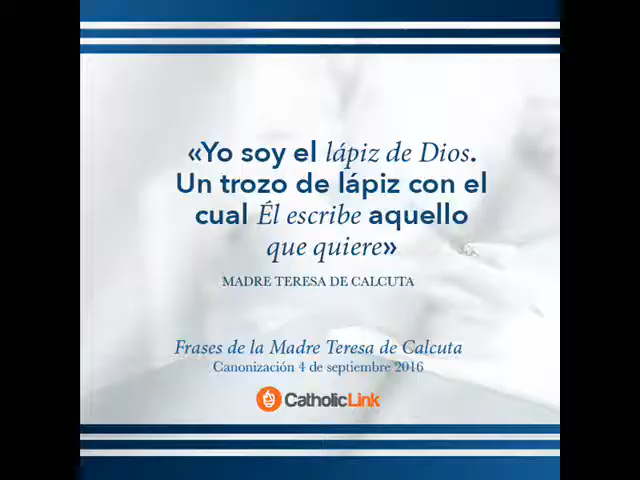 «Yo soy el lápiz de Dios.
Un trozo de lápiz con el
cual Él escribe aquello
que quiere»
MADRE TERESA DE CALCUTA
Frases de la Madre Teresa de Calcuta
Canonización 4 de septiembre 2016
CatholicLink